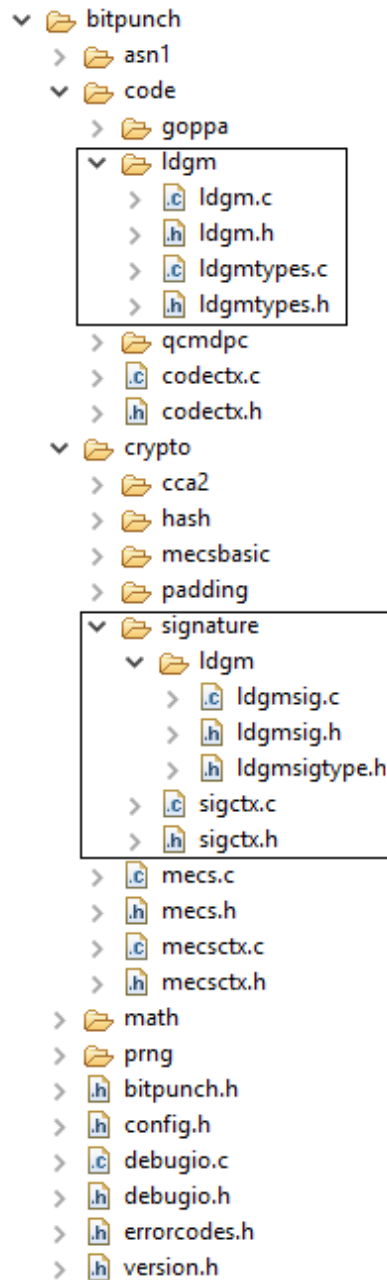 bitpunch
asn1
code
goppa
ldgm
.c ldgm.c
.h ldgm.h
.c ldgmtypes.c
.h ldgmtypes.h
qcmdpc
.c codectx.c
.h codectx.h
crypto
cca2
hash
mecsbasic
padding
signature
ldgm
.c ldgmsig.c
.h ldgmsig.h
.h ldgmsigtype.h
.c sigctx.c
.h sigctx.h
.c mecs.c
.h mecs.h
.c mecsctx.c
.h mecsctx.h
math
prng
.h bitpunch.h
.h config.h
.c debugio.c
.h debugio.h
.h errorcodes.h
.h version.h